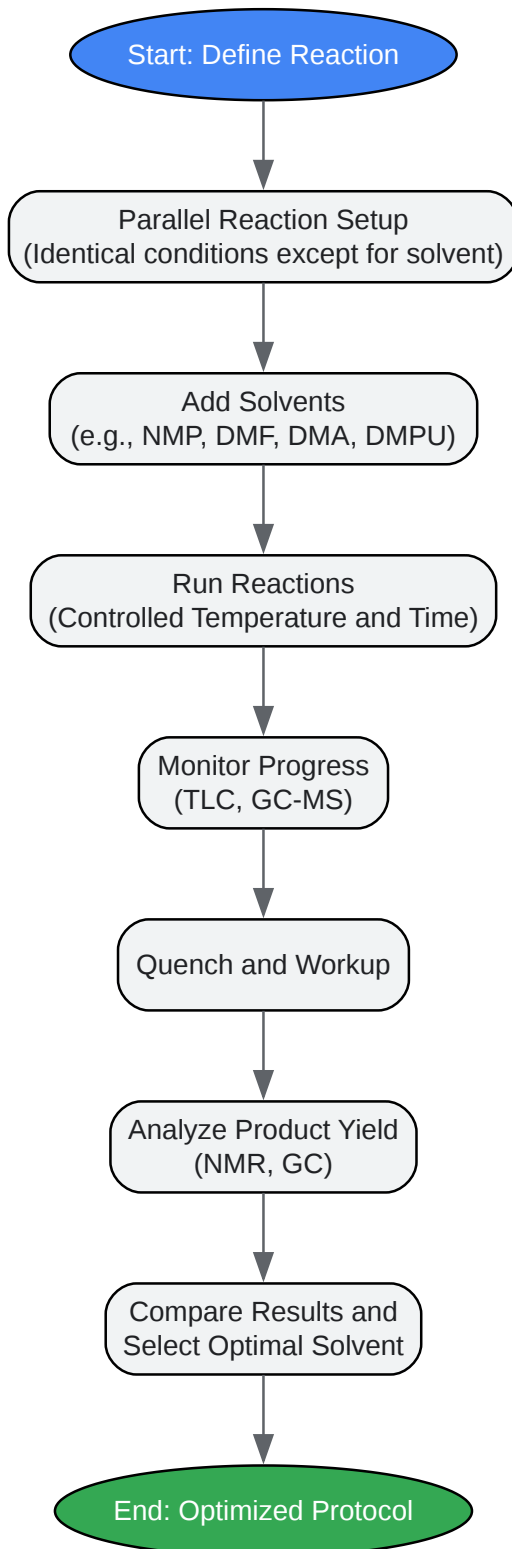 Start: Define Reaction
Parallel Reaction Setup
(Identical conditions except for solvent)
Add Solvents
(e.g., NMP, DMF, DMA, DMPU)
Run Reactions
(Controlled Temperature and Time)
Monitor Progress
(TLC, GC-MS)
Quench and Workup
Analyze Product Yield
(NMR, GC)
Compare Results and
Select Optimal Solvent
End: Optimized Protocol